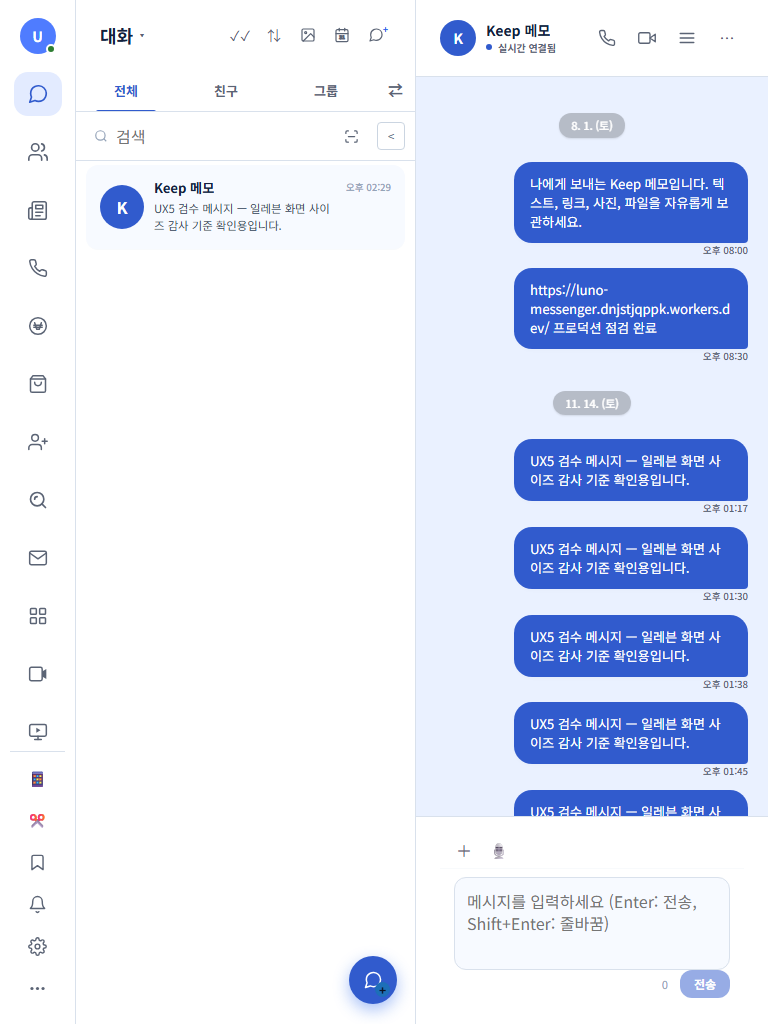 U
대화
전체
친구
그룹
검색
<
K
Keep 메모
오후 02:29
UX5 검수 메시지 — 일레븐 화면 사이
즈 감사 기준 확인용입니다.
K
Keep 메모
실시간 연결됨
8. 1. (토)
나에게 보내는 Keep 메모입니다. 텍
스트, 링크, 사진, 파일을 자유롭게 보
관하세요.
오후 08:00
https://luno-
messenger.dnjstjqppk.workers.d
ev/ 프로덕션 점검 완료
오후 08:30
11. 14. (토)
UX5 검수 메시지 — 일레븐 화면 사
이즈 감사 기준 확인용입니다.
오후 01:17
UX5 검수 메시지 — 일레븐 화면 사
이즈 감사 기준 확인용입니다.
오후 01:30
UX5 검수 메시지 — 일레븐 화면 사
이즈 감사 기준 확인용입니다.
오후 01:38
UX5 검수 메시지 — 일레븐 화면 사
이즈 감사 기준 확인용입니다.
오후 01:45
UX5 검수 메시지 — 일레븐 화면 사
메시지를 입력하세요 (Enter: 전송,
Shift+Enter: 줄바꿈)
0
전송